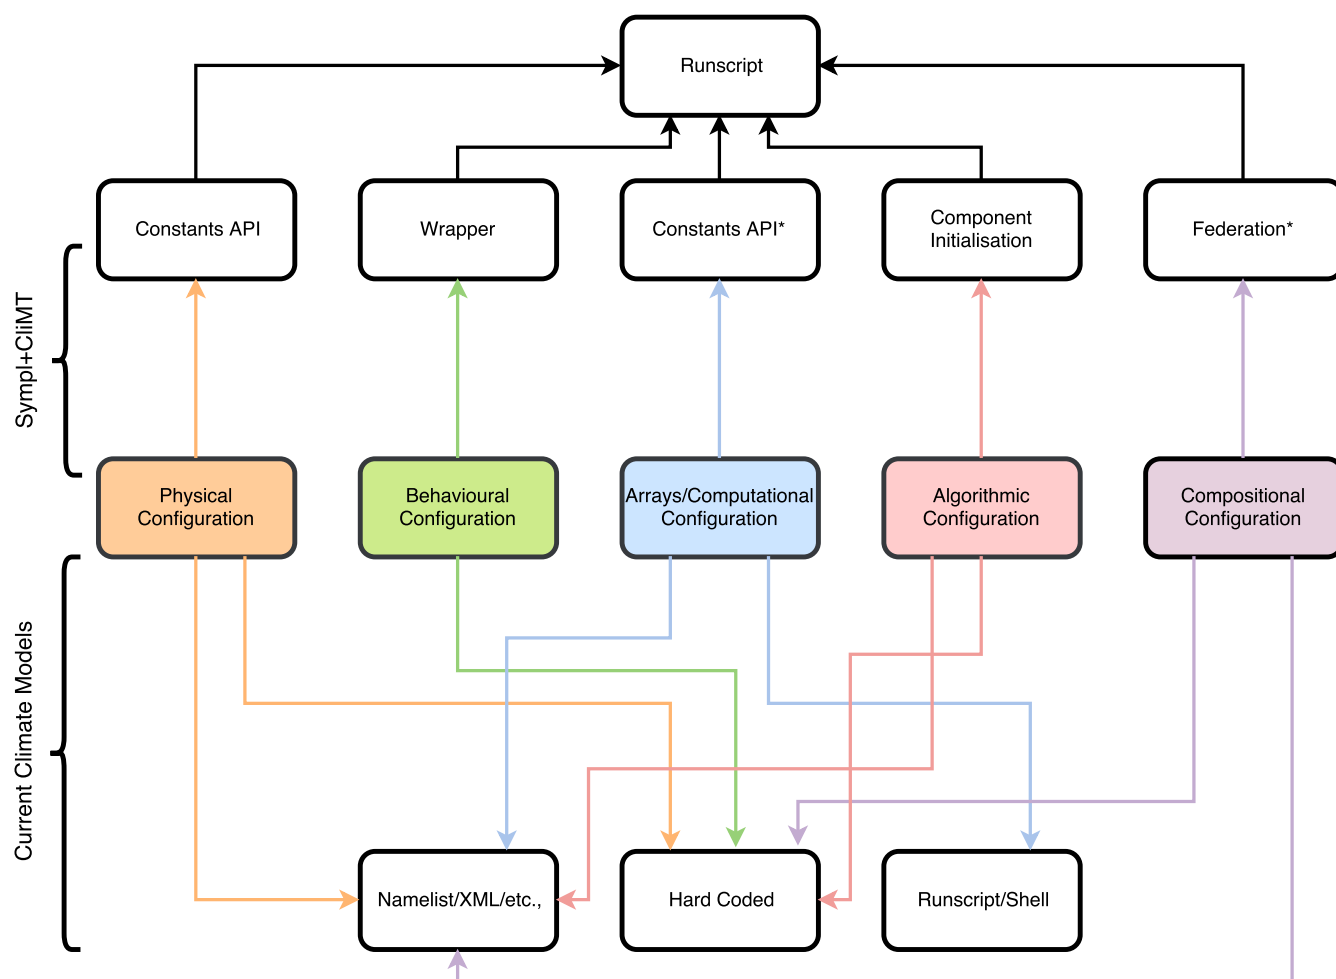 Runscript
Constants API
Wrapper
Constants API*
Component
Initialisation
Federation*
Sympl+CliMT
Physical
Configuration
Behavioural
Configuration
Arrays/Computational
Configuration
Algorithmic
Configuration
Compositional
Configuration
Current Climate Models
Namelist/XML/etc.,
Hard Coded
Runscript/Shell